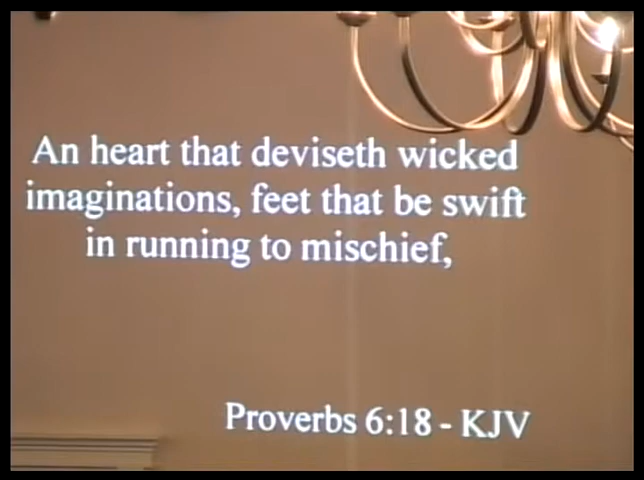 An heart that deviseth wicked
imaginations, feet that be swift
in running to mischief,
Proverbs 6:18 - KJV